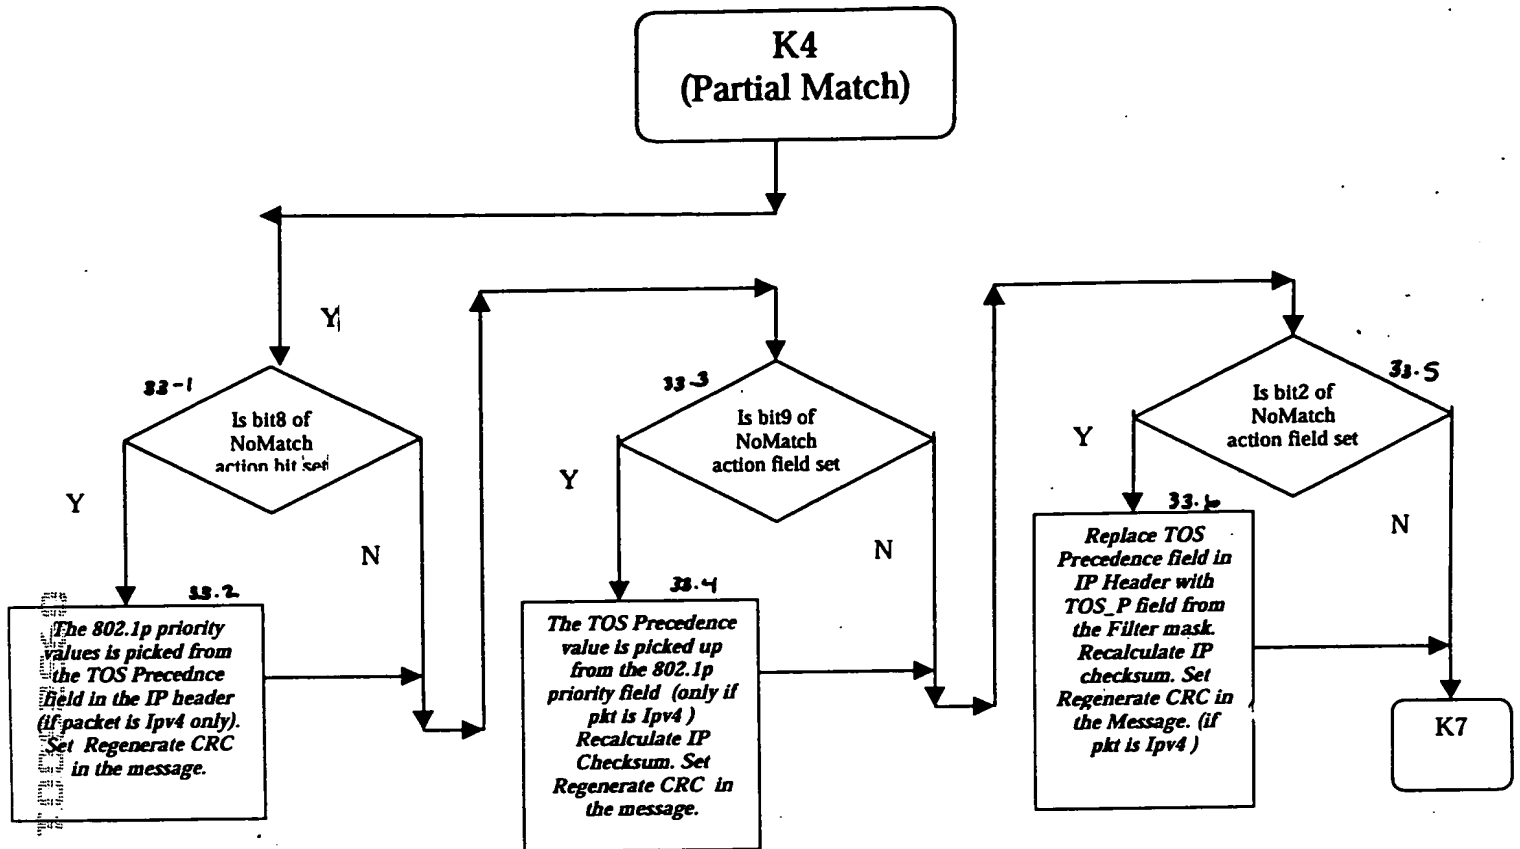 K4
(Partial Match)
Y
33-1
Is bit8 of
NoMatch
action bit set
Y
N
33.2
The 802.1p priority
values is picked from
the TOS Precednce
field in the IP header
(if packet is Ipv4 only).
Set Regenerate CRC
in the message.
33.3
Is bit9 of
NoMatch
action field set
Y
N
33.4
The TOS Precedence
value is picked up
from the 802.1p
priority field (only if
pkt is Ipv4 )
Recalculate IP
Checksum. Set
Regenerate CRC in
the message.
33.5
Is bit2 of
NoMatch
action field set
Y
N
33.6
Replace TOS
Precedence field in
IP Header with
TOS_P field from
the Filter mask.
Recalculate IP
checksum. Set
Regenerate CRC in
the Message. (if
pkt is Ipv4 )
K7